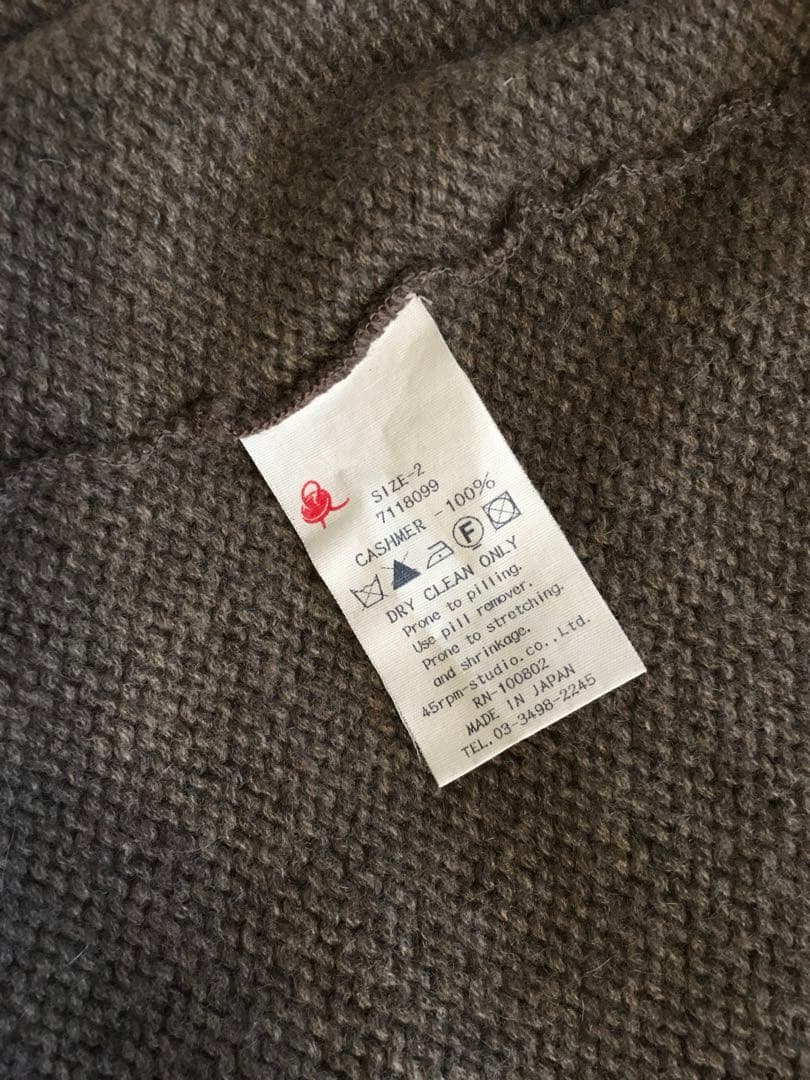 SIZE-2
7118099
CASHMER -100%
F
DRY CLEAN ONLY
Prone to pilling.
Use pill remover.
Prone to stretching.
and shrinkage.
45rpm-studio.co.,Ltd.
RN-100802
MADE IN JAPAN
TEL.03-3498-2245